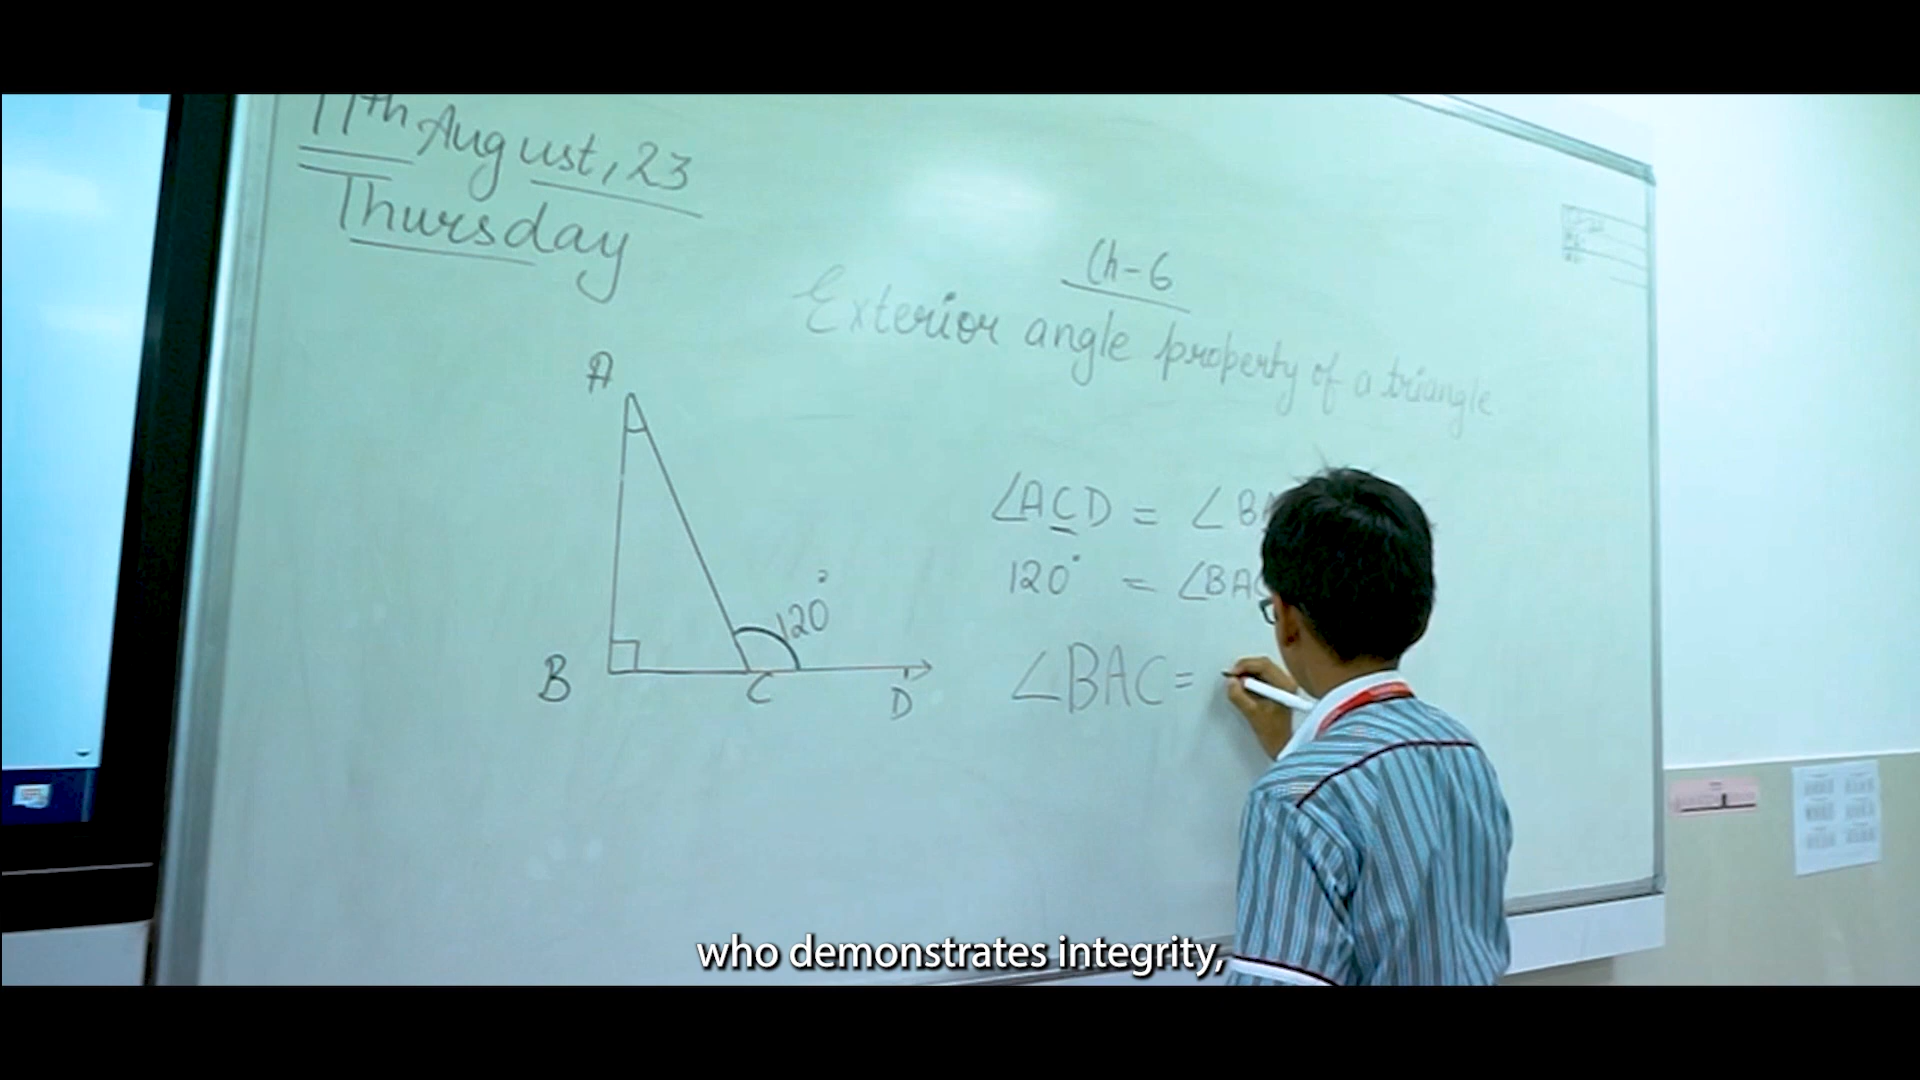 11th August, 23
Thursday
Ch-6
Exterior angle property of a triangle
A
120°
B
C
D
∠ACD = ∠BA
120° = ∠BAC
∠BAC =
who demonstrates integrity,